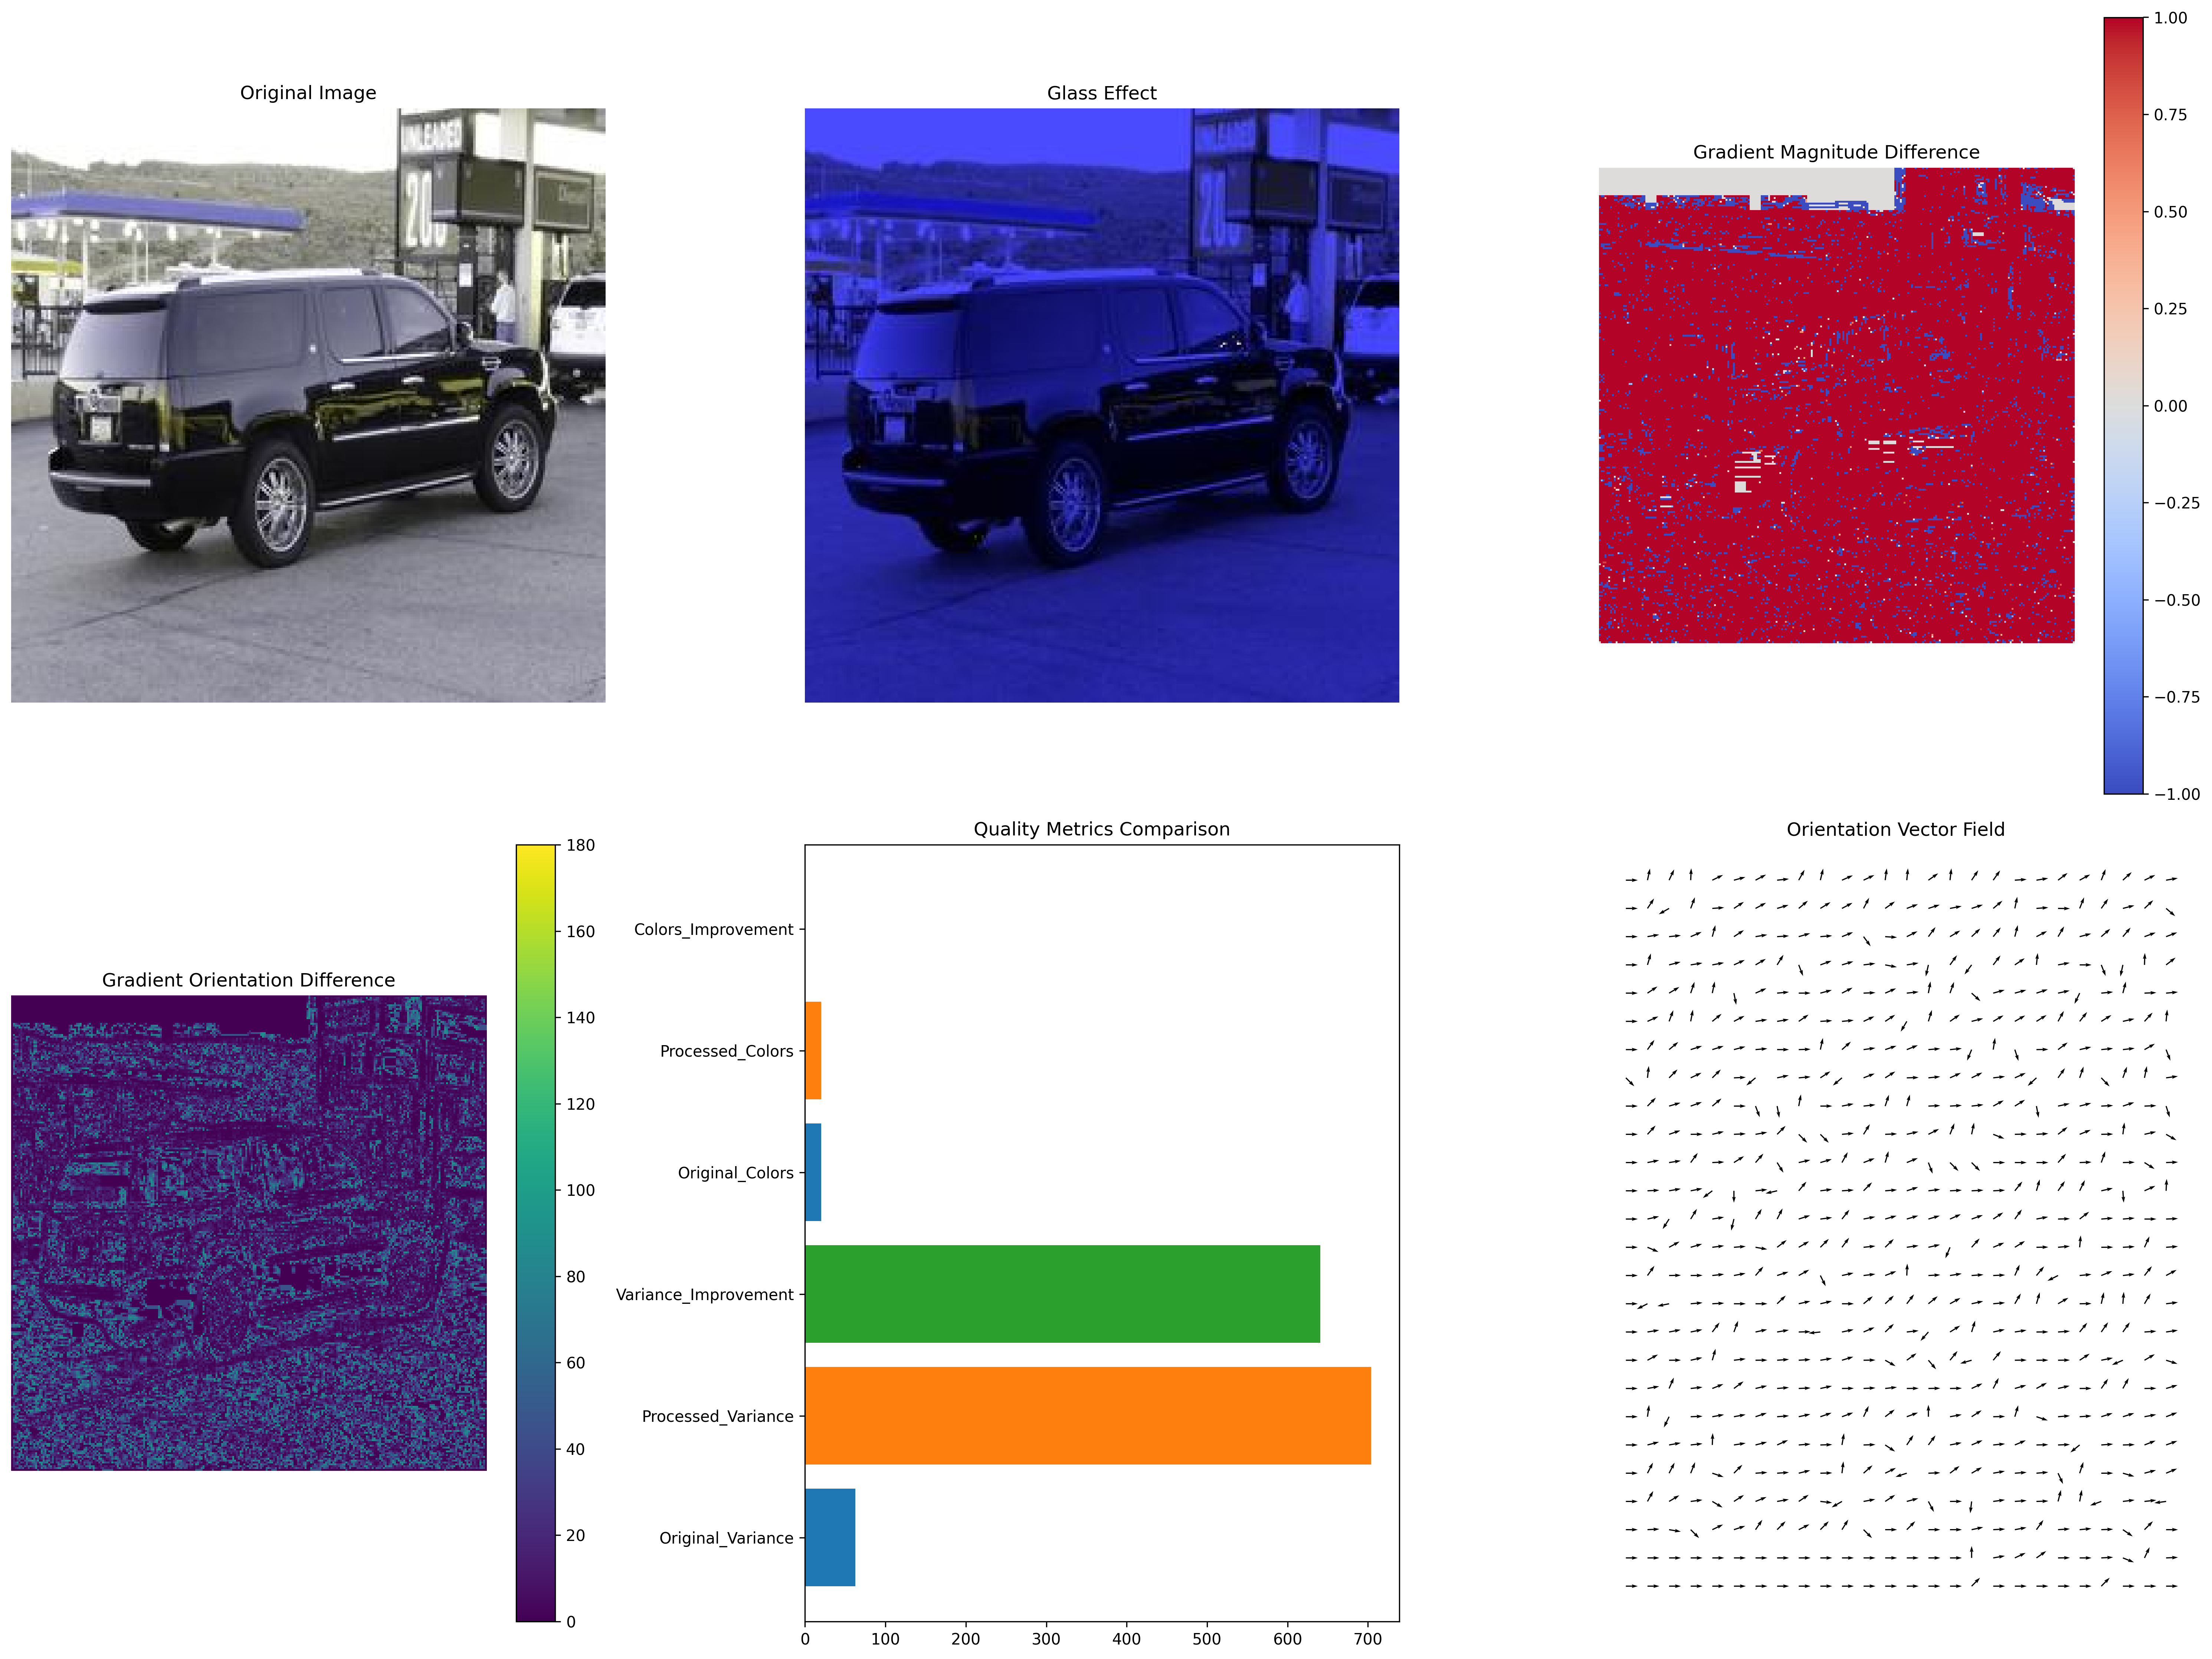 Original Image
Glass Effect
Gradient Magnitude Difference
UNLEADED
20
UNLEADED
20
1.00
0.75
0.50
0.25
0.00
−0.25
−0.50
−0.75
−1.00
Gradient Orientation Difference
180
160
140
120
100
80
60
40
20
0
Quality Metrics Comparison
Colors_Improvement
Processed_Colors
Original_Colors
Variance_Improvement
Processed_Variance
Original_Variance
0 100 200 300 400 500 600 700
Orientation Vector Field